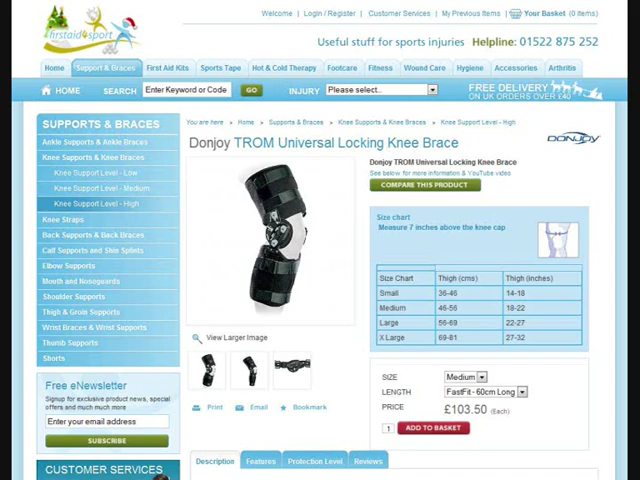 firstaid4sport
Welcome | Login / Register | Customer Services | My Previous Items | Your Basket (0 items)
Useful stuff for sports injuries Helpline: 01522 875 252
Home Support & Braces First Aid Kits Sports Tape Hot & Cold Therapy Footcare Fitness Wound Care Hygiene Accessories Arthritis
HOME SEARCH Enter Keyword or Code GO INJURY Please select.. FREE DELIVERY
ON UK ORDERS OVER £40
SUPPORTS & BRACES
Ankle Supports & Ankle Braces
Knee Supports & Knee Braces
Knee Support Level - Low
Knee Support Level - Medium
Knee Support Level - High
Knee Straps
Back Supports & Back Braces
Calf Supports and Shin Splints
Elbow Supports
Mouth and Noseguards
Shoulder Supports
Thigh & Groin Supports
Wrist Braces & Wrist Supports
Thumb Supports
Shorts
Free eNewsletter
Signup for exclusive product news, special
offers and much much more
Enter your email address
SUBSCRIBE
CUSTOMER SERVICES
You are here » Home » Supports & Braces » Knee Supports & Knee Braces » Knee Support Level - High
Donjoy TROM Universal Locking Knee Brace
DONJOY
View Larger Image
Print Email Bookmark
Donjoy TROM Universal Locking Knee Brace
See below for more information & YouTube video
COMPARE THIS PRODUCT
Size chart
Measure 7 inches above the knee cap
Size Chart Thigh (cms) Thigh (inches)
Small 36-46 14-18
Medium 46-56 18-22
Large 56-69 22-27
X Large 69-81 27-32
SIZE Medium
LENGTH FastFit - 60cm Long
PRICE £103.50 (Each)
1 ADD TO BASKET
Description Features Protection Level Reviews